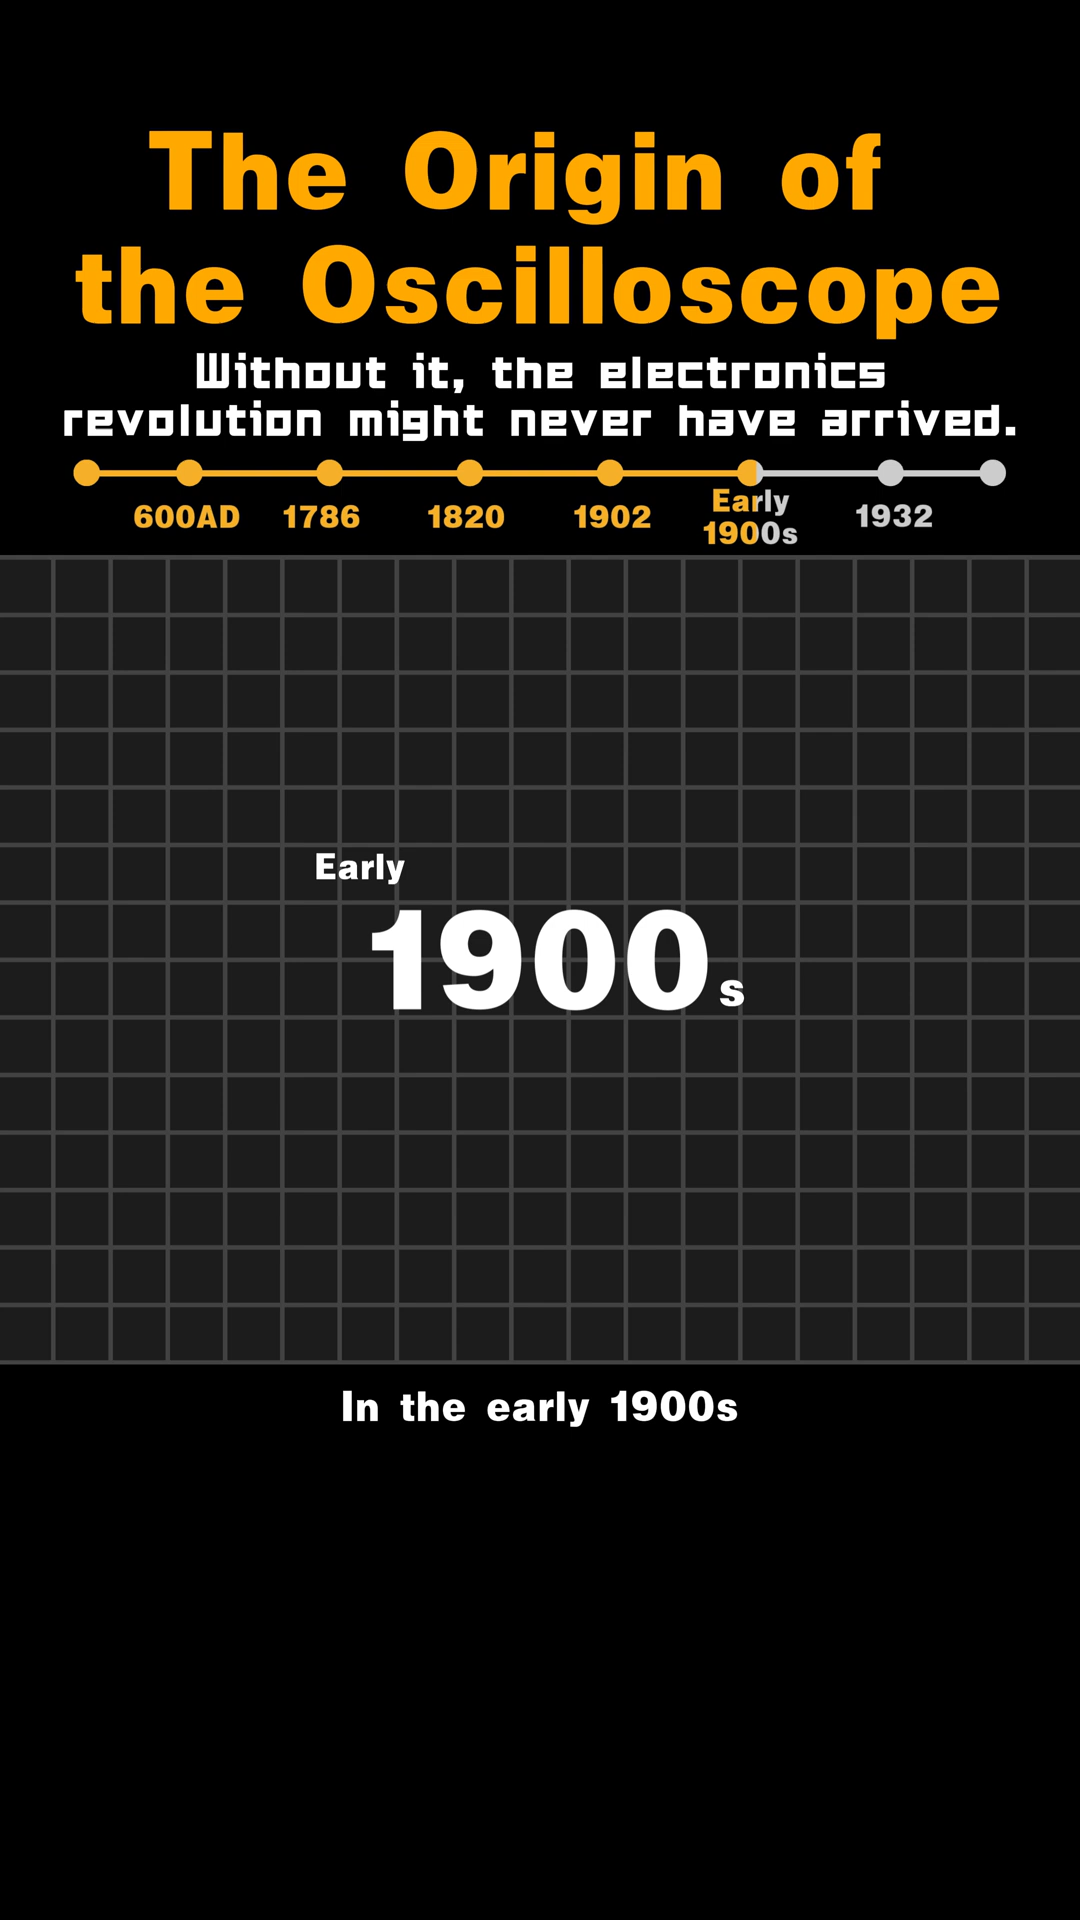 The Origin of
the Oscilloscope
Without it, the electronics
revolution might never have arrived.
600AD 1786 1820 1902 Early 1900s 1932
Early
1900s
In the early 1900s